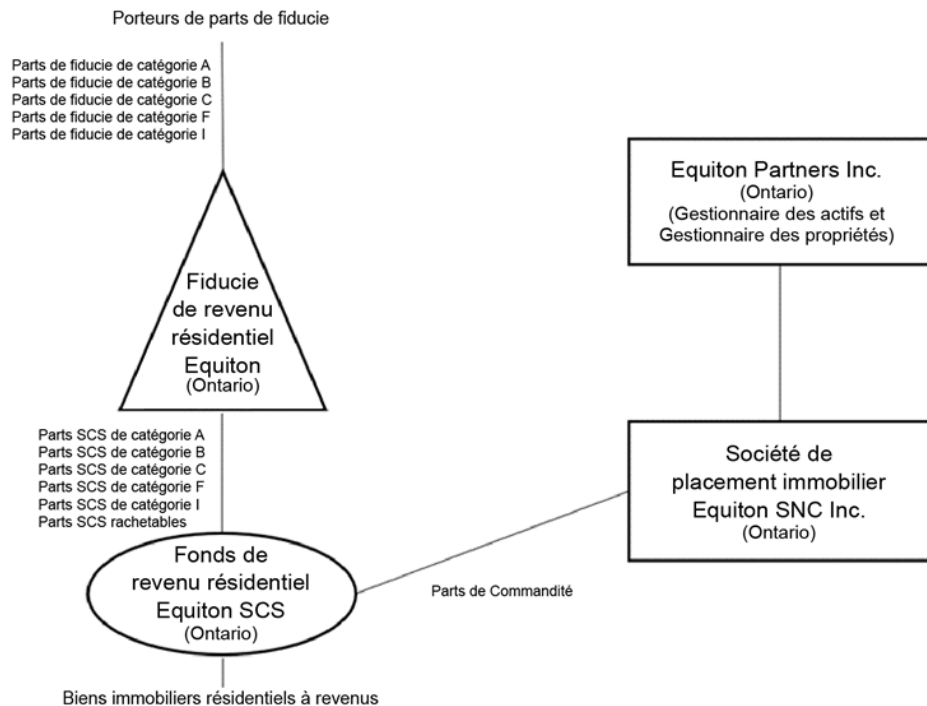 Porteurs de parts de fiducie
Parts de fiducie de catégorie A
Parts de fiducie de catégorie B
Parts de fiducie de catégorie C
Parts de fiducie de catégorie F
Parts de fiducie de catégorie I
Equiton Partners Inc.
(Ontario)
(Gestionnaire des actifs et
Gestionnaire des propriétés)
Fiducie
de revenu
résidentiel
Equiton
(Ontario)
Parts SCS de catégorie A
Parts SCS de catégorie B
Parts SCS de catégorie C
Parts SCS de catégorie F
Parts SCS de catégorie I
Parts SCS rachetables
Société de
placement immobilier
Equiton SNC Inc.
(Ontario)
Fonds de
revenu résidentiel
Equiton SCS
(Ontario)
Parts de Commandité
Biens immobiliers résidentiels à revenus